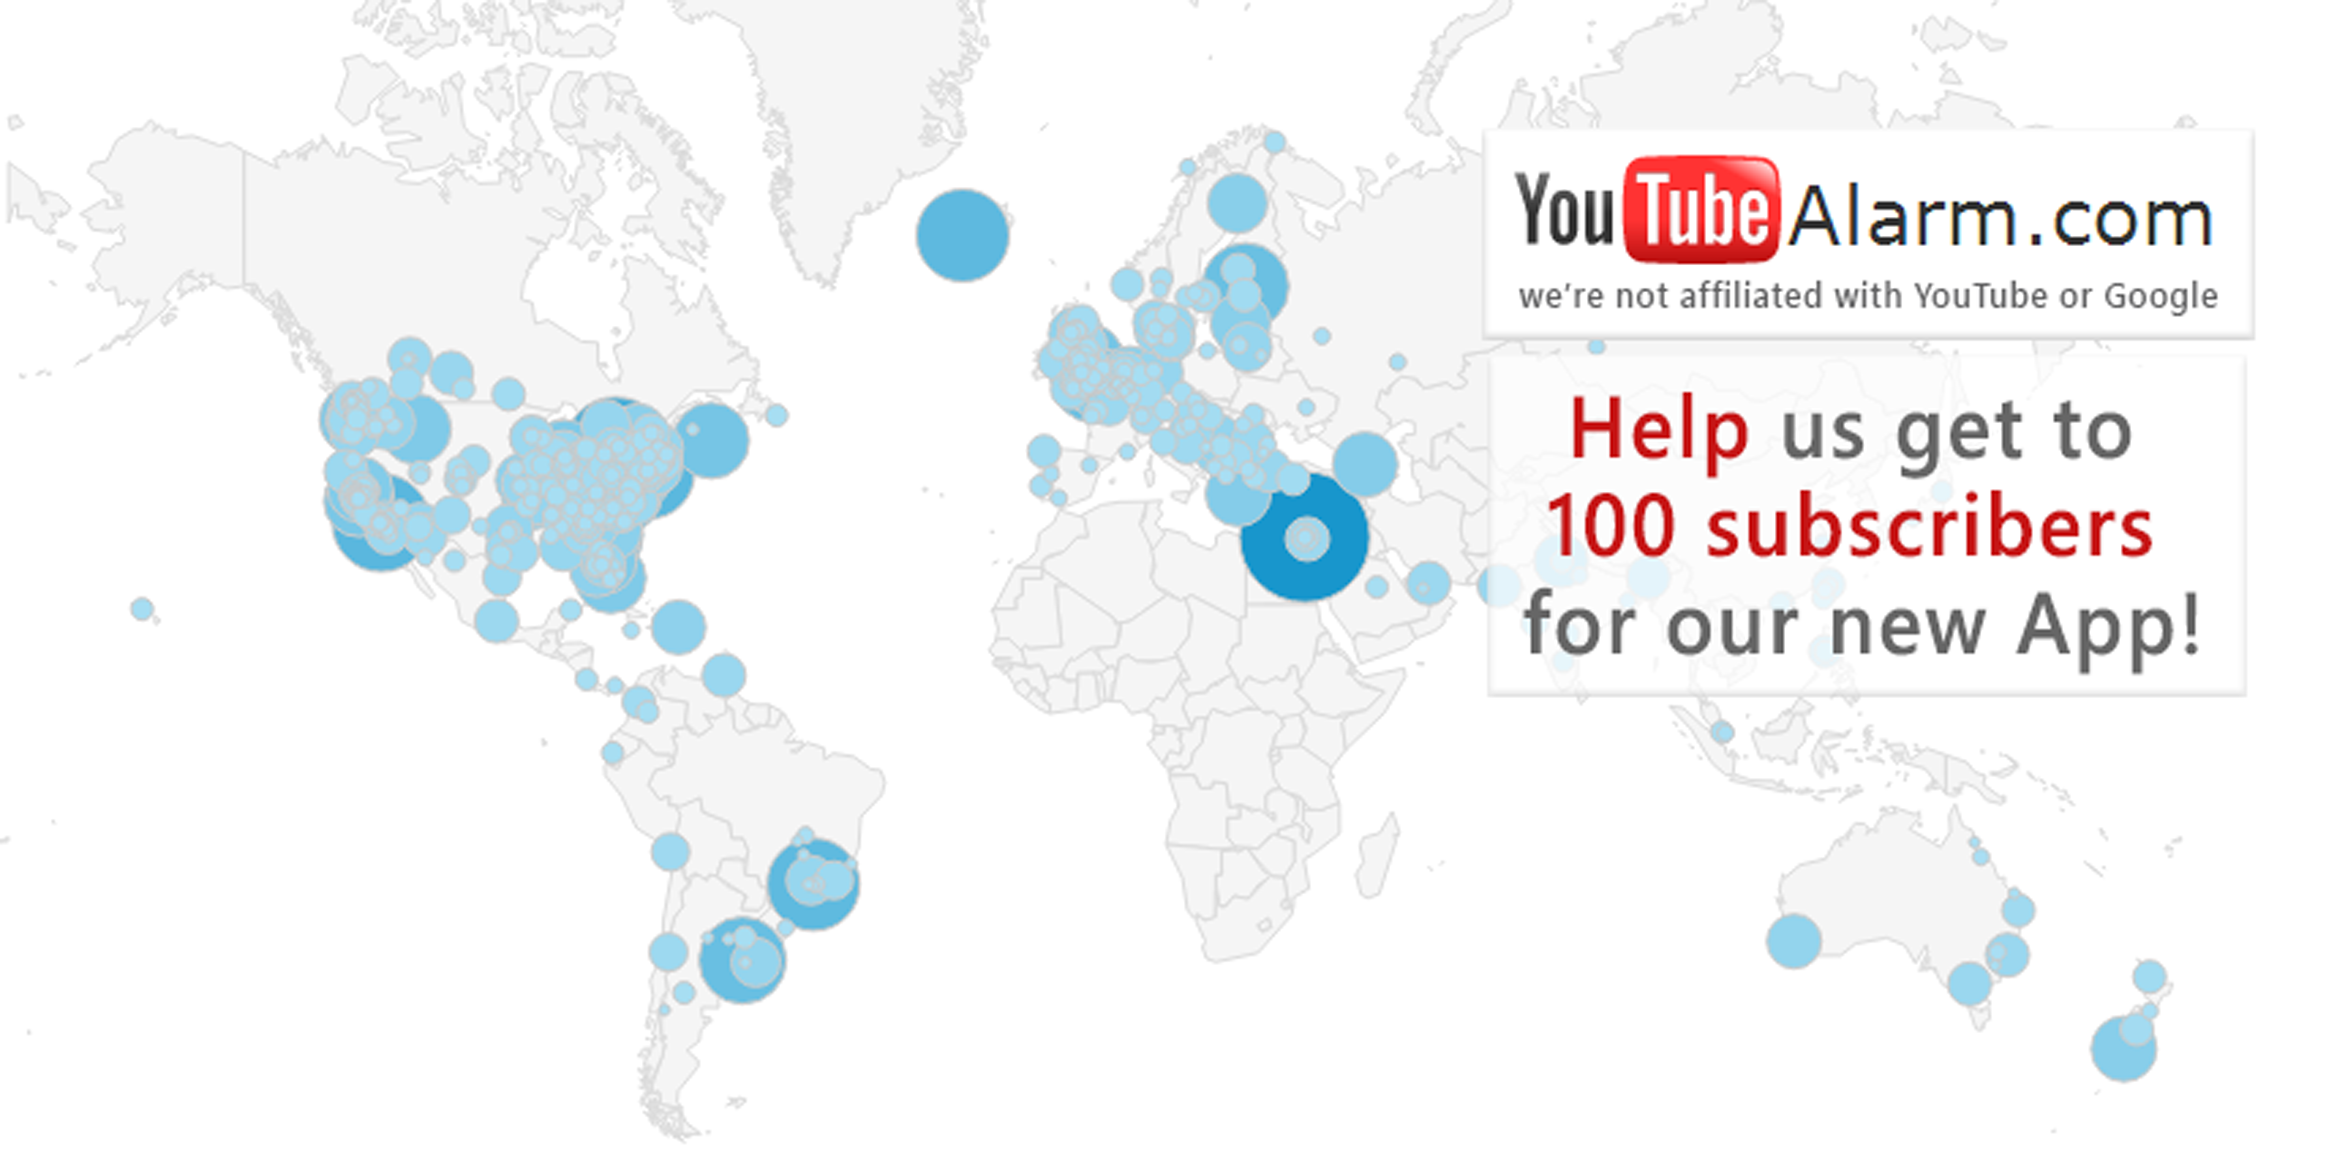 YouTubeAlarm.com
we're not affiliated with YouTube or Google
Help us get to
100 subscribers
for our new App!